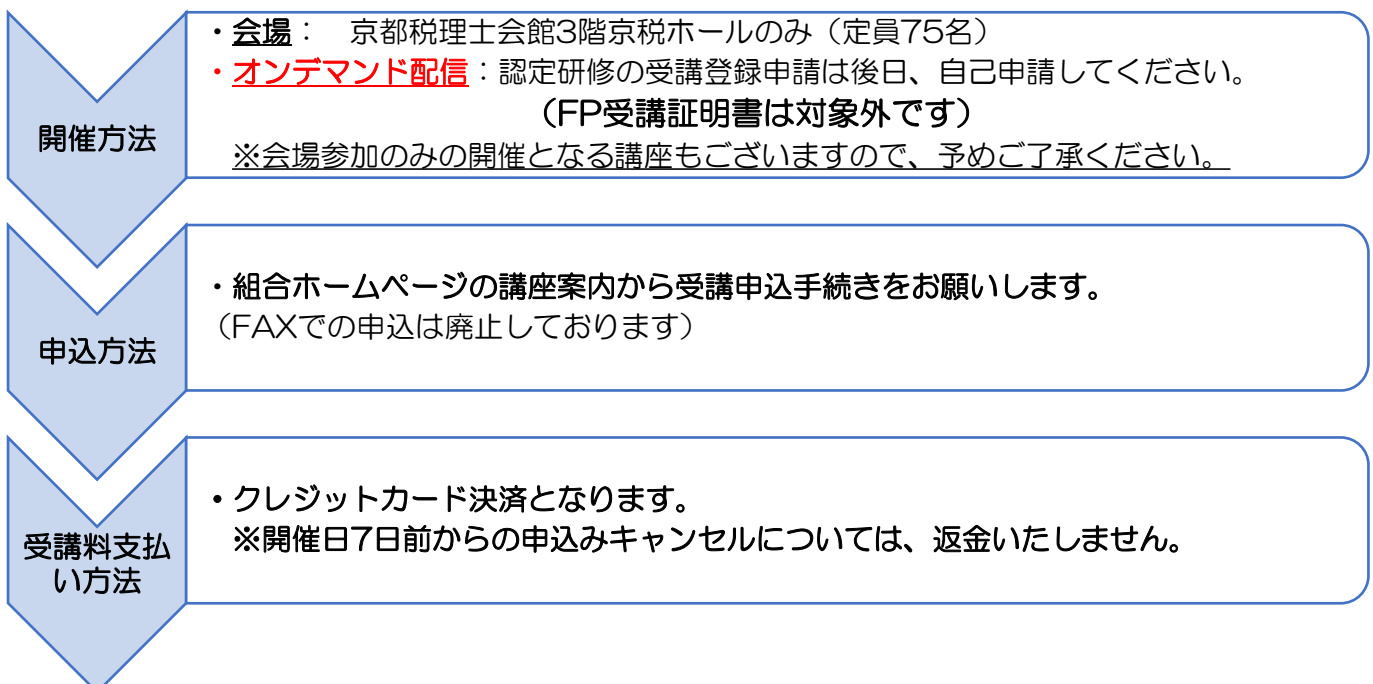 ・会場：　京都税理士会館3階京税ホールのみ（定員75名）
・オンデマンド配信：認定研修の受講登録申請は後日、自己申請してください。
（FP受講証明書は対象外です）
※会場参加のみの開催となる講座もございますので、予めご了承ください。
開催方法
・組合ホームページの講座案内から受講申込手続きをお願いします。
（FAXでの申込は廃止しております）
申込方法
・クレジットカード決済となります。
※開催日7日前からの申込みキャンセルについては、返金いたしません。
受講料支払
い方法